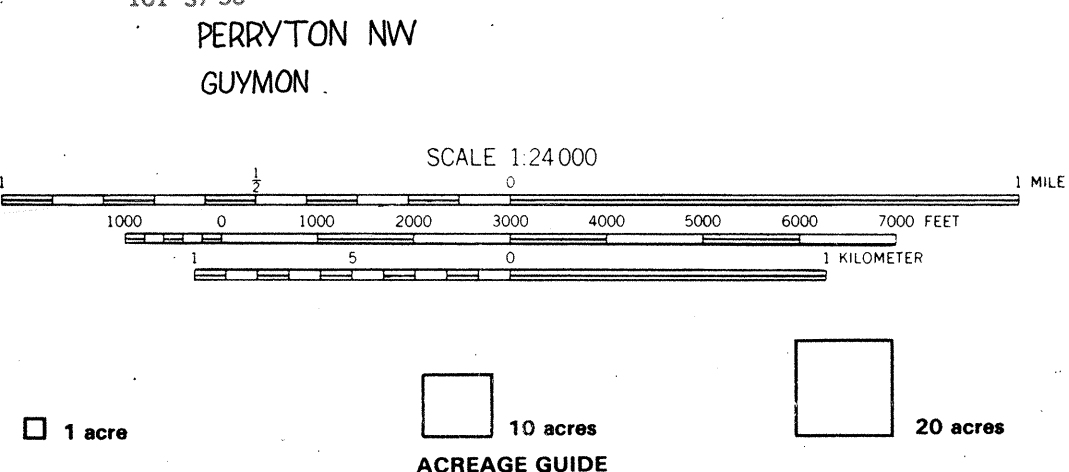 PERRYTON NW
GUYMON
SCALE 1:24 000
1 1/2 0 1 MILE
1000 0 1000 2000 3000 4000 5000 6000 7000 FEET
1 5 0 1 KILOMETER
1 acre 10 acres 20 acres
ACREAGE GUIDE